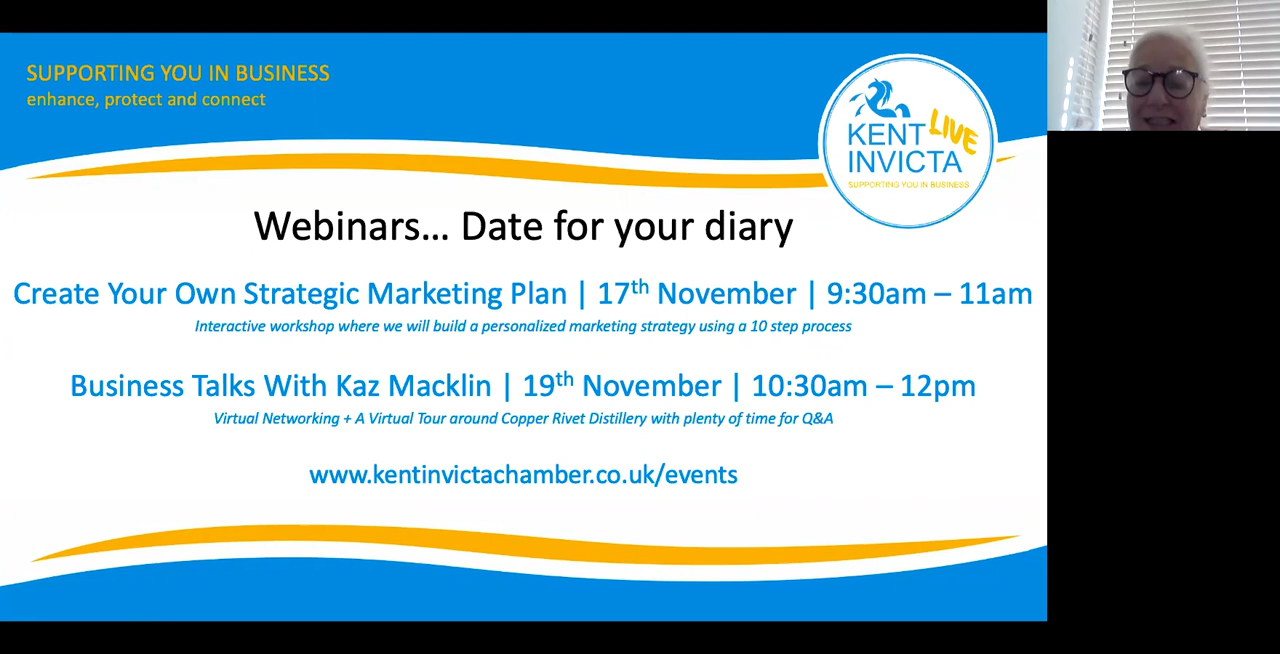 SUPPORTING YOU IN BUSINESS
enhance, protect and connect
KENT LIVE
INVICTA
SUPPORTING YOU IN BUSINESS
Webinars... Date for your diary
Create Your Own Strategic Marketing Plan | 17th November | 9:30am – 11am
Interactive workshop where we will build a personalized marketing strategy using a 10 step process
Business Talks With Kaz Macklin | 19th November | 10:30am – 12pm
Virtual Networking + A Virtual Tour around Copper Rivet Distillery with plenty of time for Q&A
www.kentinvictachamber.co.uk/events